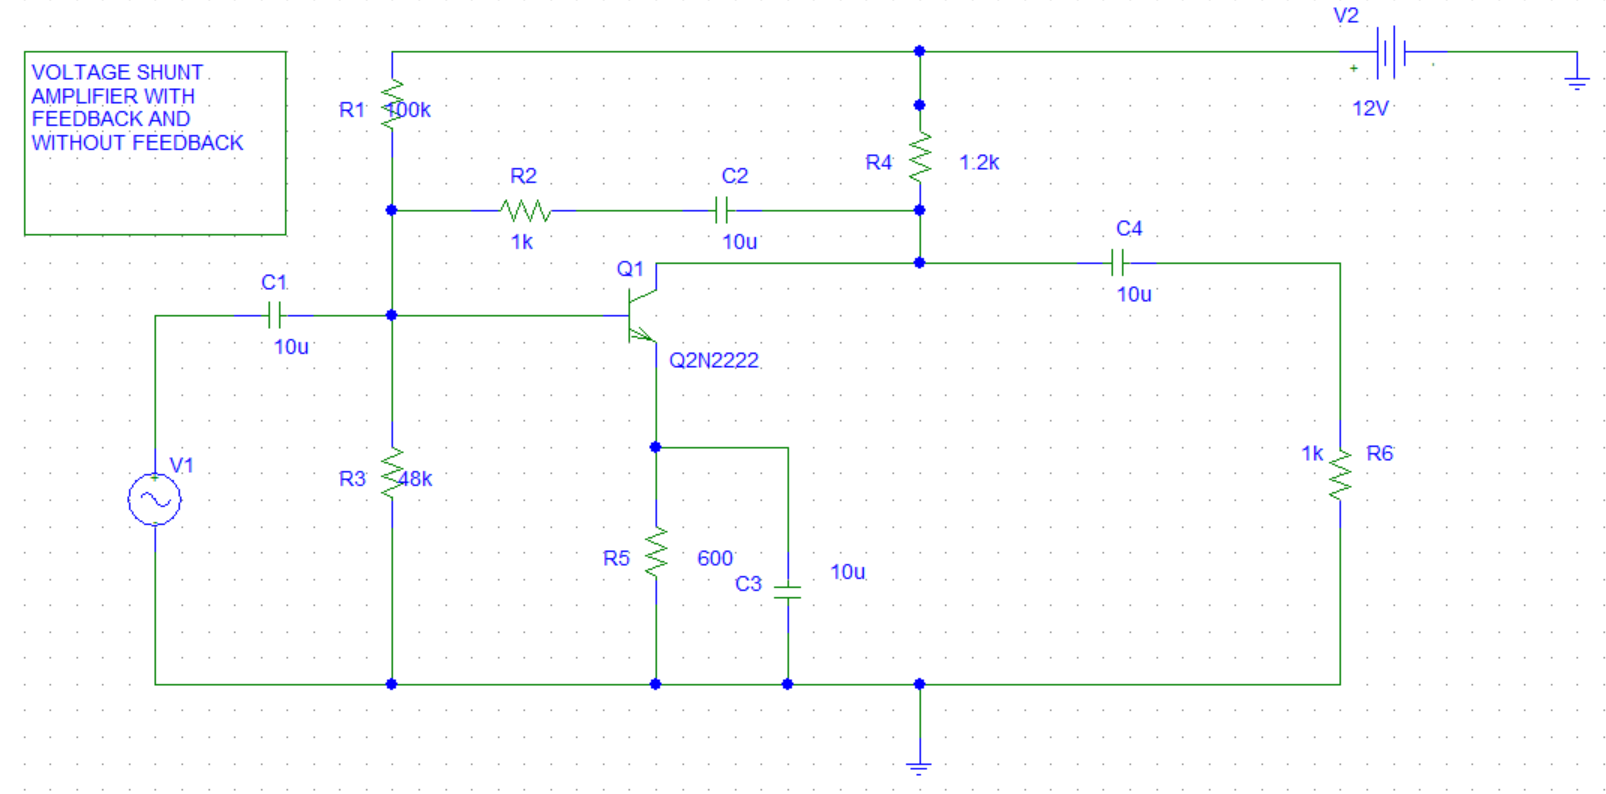 V2
VOLTAGE SHUNT
AMPLIFIER WITH
FEEDBACK AND
WITHOUT FEEDBACK
+
-
R1 100k
12V
R4 1.2k
R2
C2
1k
10u
C4
Q1
C1
10u
10u
Q2N2222
V1
+
-
R3 48k
1k R6
R5 600
C3 10u